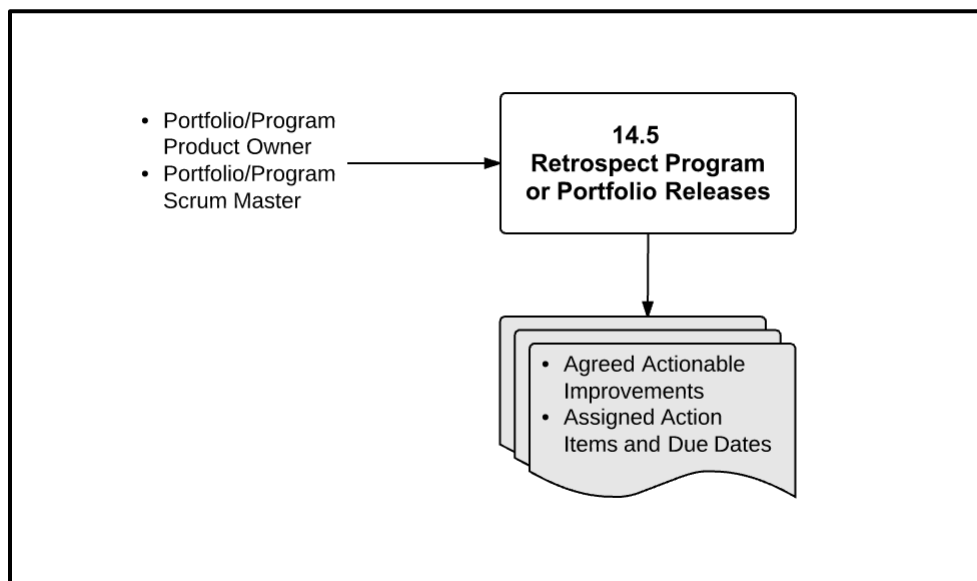 • Portfolio/Program
Product Owner
• Portfolio/Program
Scrum Master
14.5
Retrospect Program
or Portfolio Releases
• Agreed Actionable
Improvements
• Assigned Action
Items and Due Dates